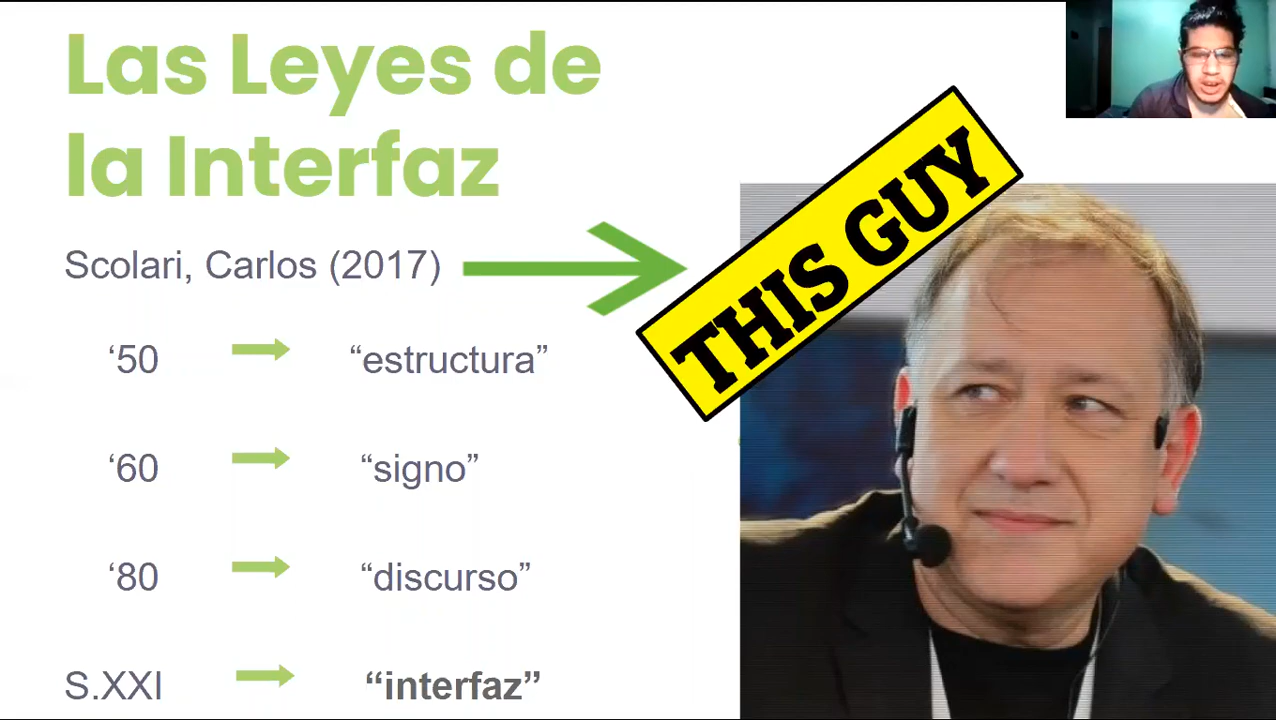 Las Leyes de
la Interfaz
Scolari, Carlos (2017)
THIS GUY
‘50 “estructura”
‘60 “signo”
‘80 “discurso”
S.XXI “interfaz”